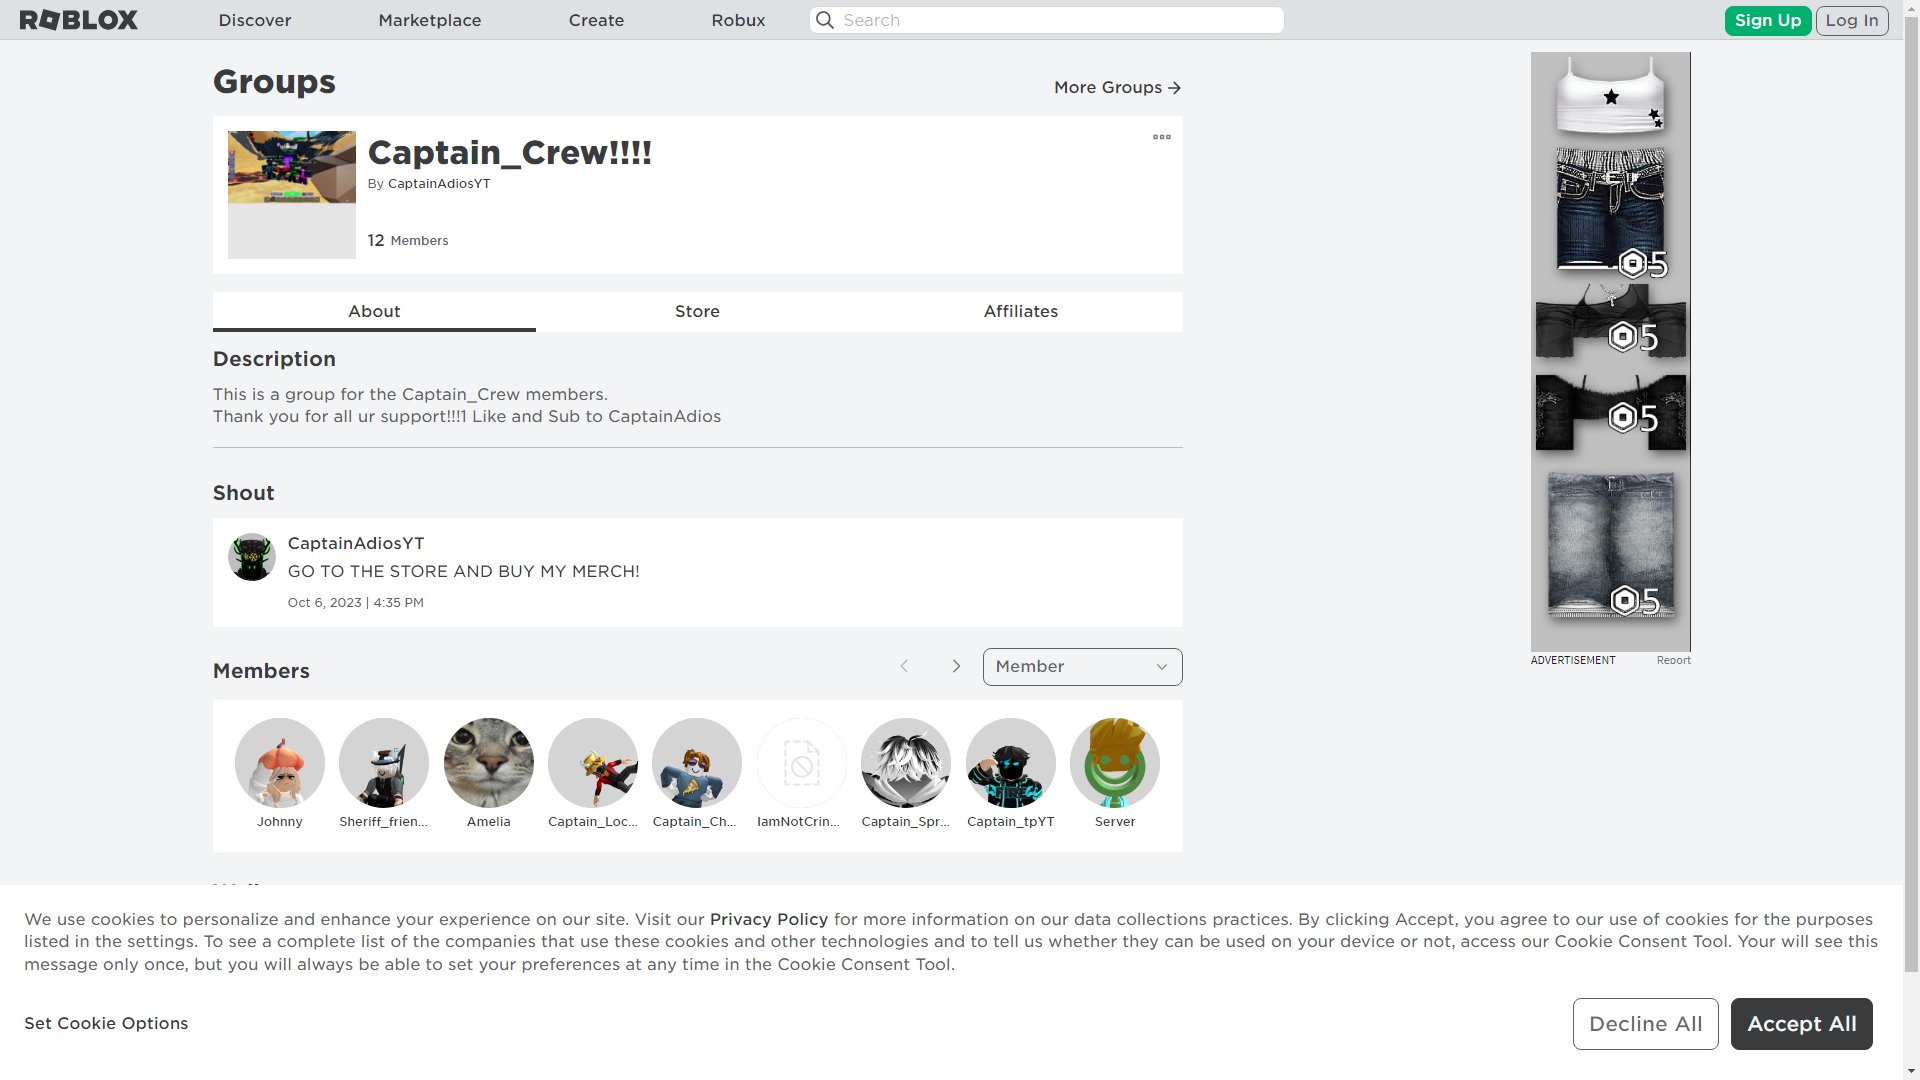 ROBLOX
Discover
Marketplace
Create
Robux
Search
Sign Up
Log In
Groups
More Groups
Captain_Crew!!!!
By CaptainAdiosYT
12 Members
About
Store
Affiliates
Description
This is a group for the Captain_Crew members.
Thank you for all ur support!!!1 Like and Sub to CaptainAdios
Shout
CaptainAdiosYT
GO TO THE STORE AND BUY MY MERCH!
Oct 6, 2023 | 4:35 PM
Members
Member
Johnny
Sheriff_frien...
Amelia
Captain_Loc...
Captain_Ch...
IamNotCrin...
Captain_Spr...
Captain_tpYT
Server
5
5
5
5
ADVERTISEMENT
Report
We use cookies to personalize and enhance your experience on our site. Visit our Privacy Policy for more information on our data collections practices. By clicking Accept, you agree to our use of cookies for the purposes
listed in the settings. To see a complete list of the companies that use these cookies and other technologies and to tell us whether they can be used on your device or not, access our Cookie Consent Tool. Your will see this
message only once, but you will always be able to set your preferences at any time in the Cookie Consent Tool.
Set Cookie Options
Decline All
Accept All